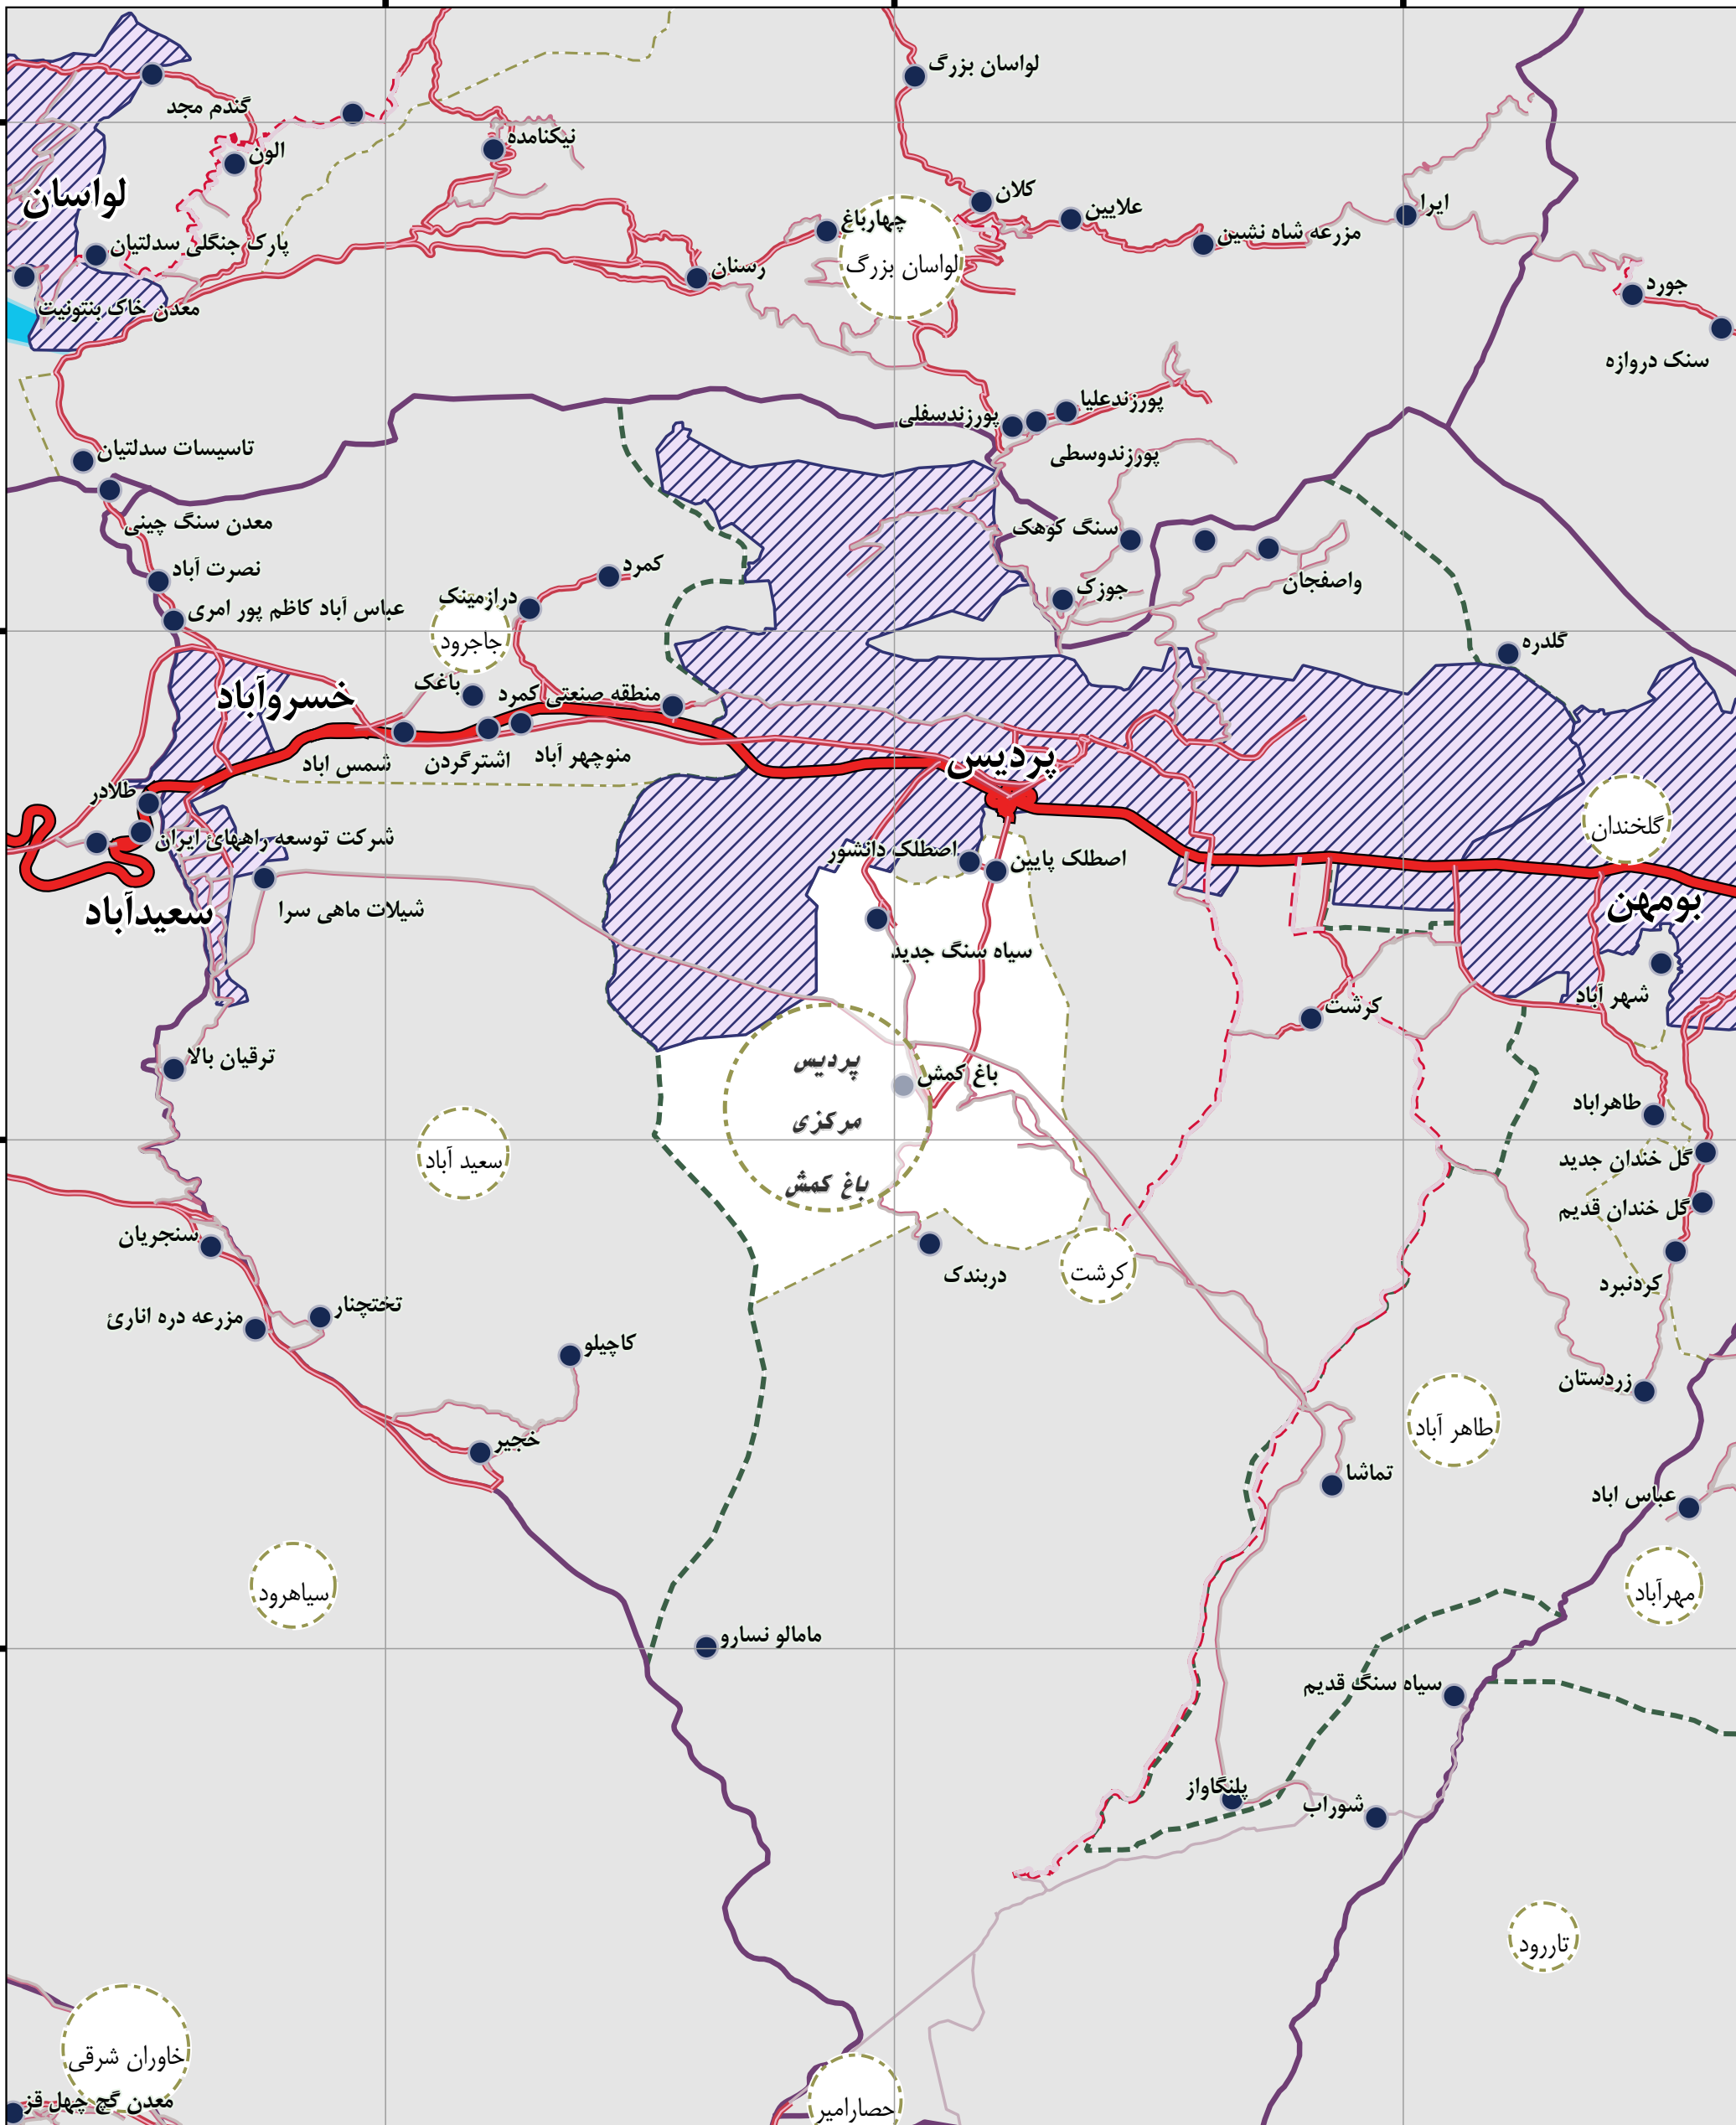 لواسان بزرگ
گندم مجد
نیکنامده
الون
لواسان
کلان
ایرا
علایین
چهارباغ
مزرعه شاه نشین
پارک جنگلی سدلتیان
لواسان بزرگ
رسنان
جورد
معدن خاک بنتونیت
سنک دروازه
پورزندعلیا
پورزندسفلی
تاسیسات سدلتیان
پورزندوسطی
معدن سنگ چینی
سنگ کوهک
نصرت آباد
کمرد
واصفجان
جوزک
درازمینک
عباس آباد کاظم پور امری
جاجرود
گلدره
باغک
خسروآباد
منطقه صنعتی کمرد
پردیس
منوچهر آباد
اشترگردن
شمس اباد
طلادر
گلخندان
شرکت توسعه راههائ ایران
اصطلک دانشور
اصطلک پایین
بومهن
سعیدآباد
شیلات ماهی سرا
سیاه سنگ جدید
شهر آباد
کرشت
ترقیان بالا
پردیس
مرکزی
باغ کمش
باغ کمش
طاهراباد
سعید آباد
گل خندان جدید
گل خندان قدیم
سنجریان
دربندک
کرشت
کردنبرد
تختچنار
مزرعه دره انارئ
کاچیلو
زردستان
طاهر آباد
خجیر
تماشا
عباس اباد
سیاهرود
مهرآباد
مامالو نسارو
سیاه سنگ قدیم
پلنگاواز
شوراب
تاررود
خاوران شرقی
معدن گچ چهل قز
حصارامیر